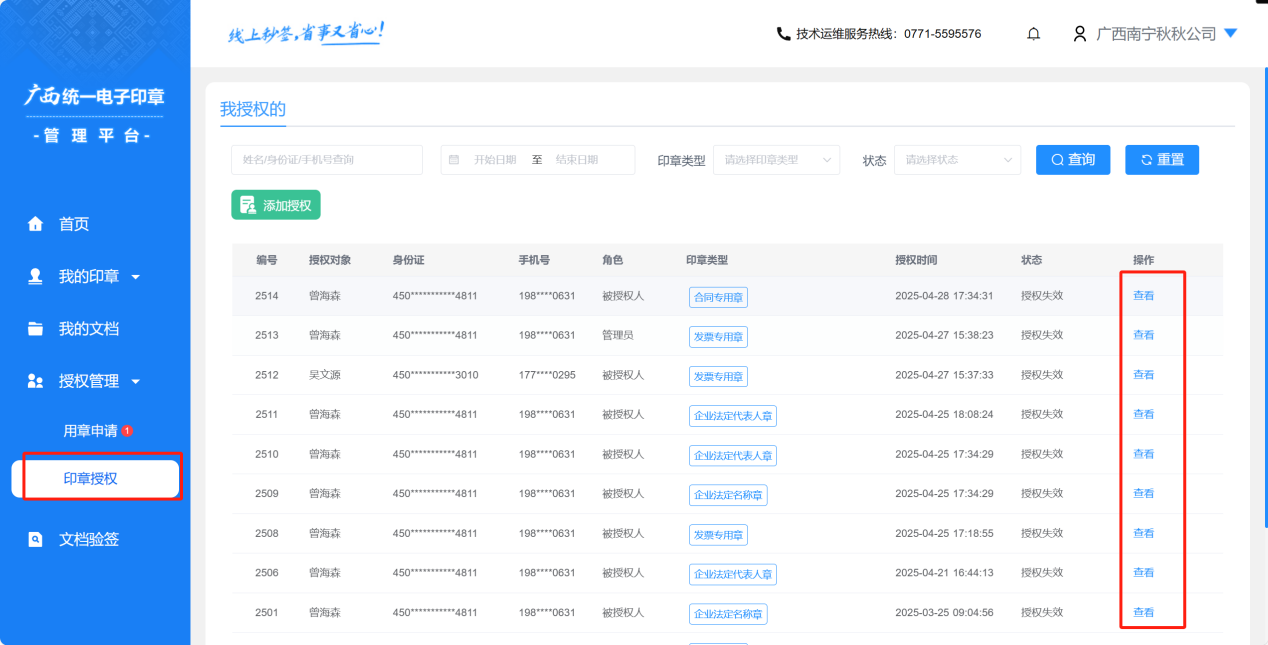 线上秒签,省事又省心!
技术运维服务热线：0771-5595576
广西南宁秋秋公司
广西统一电子印章
-管理平台-
首页
我的印章
我的文档
授权管理
用章申请 1
印章授权
文档验签
我授权的
姓名/身份证/手机号查询 开始日期 至 结束日期 印章类型 请选择印章类型 状态 请选择状态 查询 重置
添加授权
编号 授权对象 身份证 手机号 角色 印章类型 授权时间 状态 操作
2514 曾海森 450***********4811 198****0631 被授权人 合同专用章 2025-04-28 17:34:31 授权失效 查看
2513 曾海森 450***********4811 198****0631 管理员 发票专用章 2025-04-27 15:38:23 授权失效 查看
2512 吴文源 450***********3010 177****0295 被授权人 发票专用章 2025-04-27 15:37:33 授权失效 查看
2511 曾海森 450***********4811 198****0631 被授权人 企业法定代表人章 2025-04-25 18:08:24 授权失效 查看
2510 曾海森 450***********4811 198****0631 被授权人 企业法定代表人章 2025-04-25 17:34:29 授权失效 查看
2509 曾海森 450***********4811 198****0631 被授权人 企业法定名称章 2025-04-25 17:34:29 授权失效 查看
2508 曾海森 450***********4811 198****0631 被授权人 发票专用章 2025-04-25 17:18:55 授权失效 查看
2506 曾海森 450***********4811 198****0631 被授权人 企业法定代表人章 2025-04-21 16:44:13 授权失效 查看
2501 曾海森 450***********4811 198****0631 被授权人 企业法定名称章 2025-03-25 09:04:56 授权失效 查看